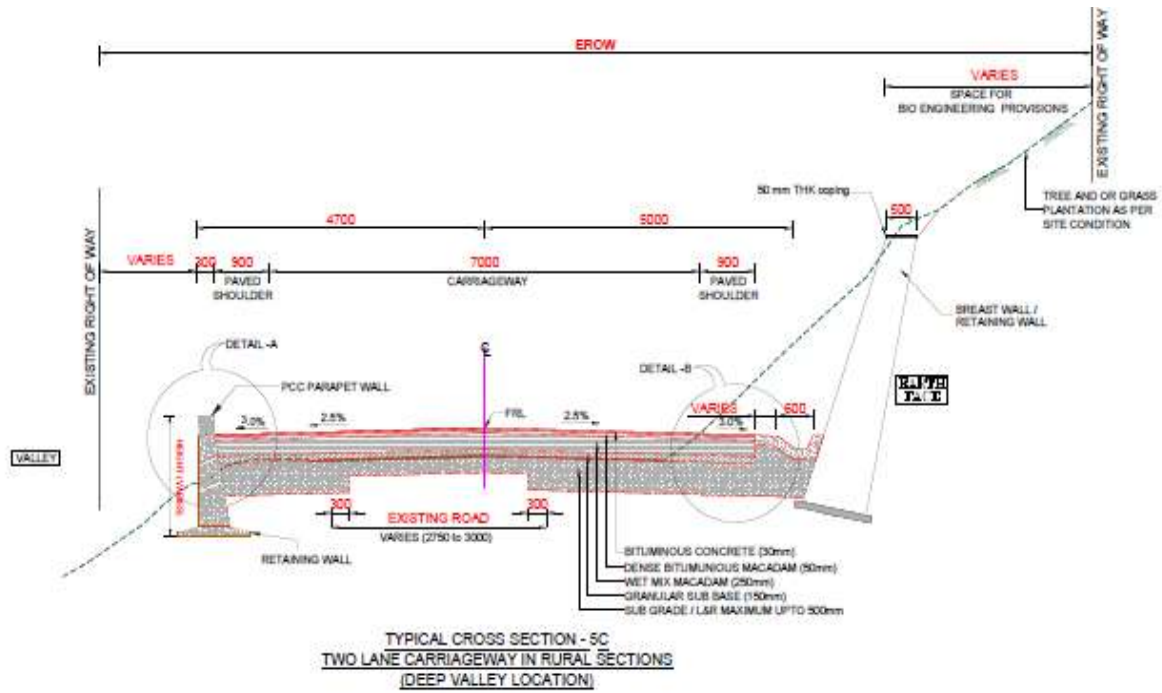 EROW
VARIES
SPACE FOR
BIO ENGINEERING PROVISIONS
EXISTING RIGHT OF WAY
50 mm THK coping
500
TREE AND OR GRASS
PLANTATION AS PER
SITE CONDITION
4700
5000
EXISTING RIGHT OF WAY
VARIES
300
900
7000
900
PAVED
SHOULDER
CARRIAGEWAY
PAVED
SHOULDER
BREAST WALL /
RETAINING WALL
DETAIL -A
DETAIL -B
PCC PARAPET WALL
EARTH
FACE
3.0%
2.5%
FRL
2.5%
3.0%
VARIES
600
VALLEY
300
300
EXISTING ROAD
VARIES (2750 to 3000)
RETAINING WALL
BITUMINOUS CONCRETE (30mm)
DENSE BITUMUNIOUS MACADAM (50mm)
WET MIX MACADAM (250mm)
GRANULAR SUB BASE (150mm)
SUB GRADE / L&R MAXIMUM UPTO 500mm
TYPICAL CROSS SECTION - 5C
TWO LANE CARRIAGEWAY IN RURAL SECTIONS
(DEEP VALLEY LOCATION)